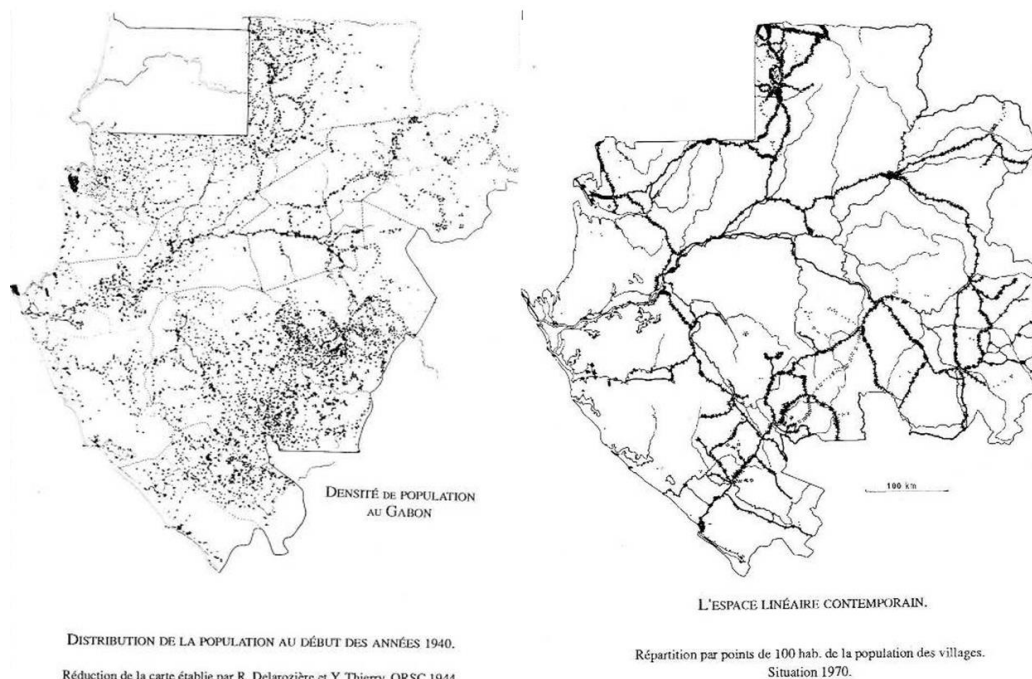 DENSITÉ DE POPULATION
AU GABON
DISTRIBUTION DE LA POPULATION AU DÉBUT DES ANNÉES 1940.
Réduction de la carte établie par R. Delarozière et Y. Thierry, ORSC 1944
100 km
L'ESPACE LINÉAIRE CONTEMPORAIN.
Répartition par points de 100 hab. de la population des villages.
Situation 1970.